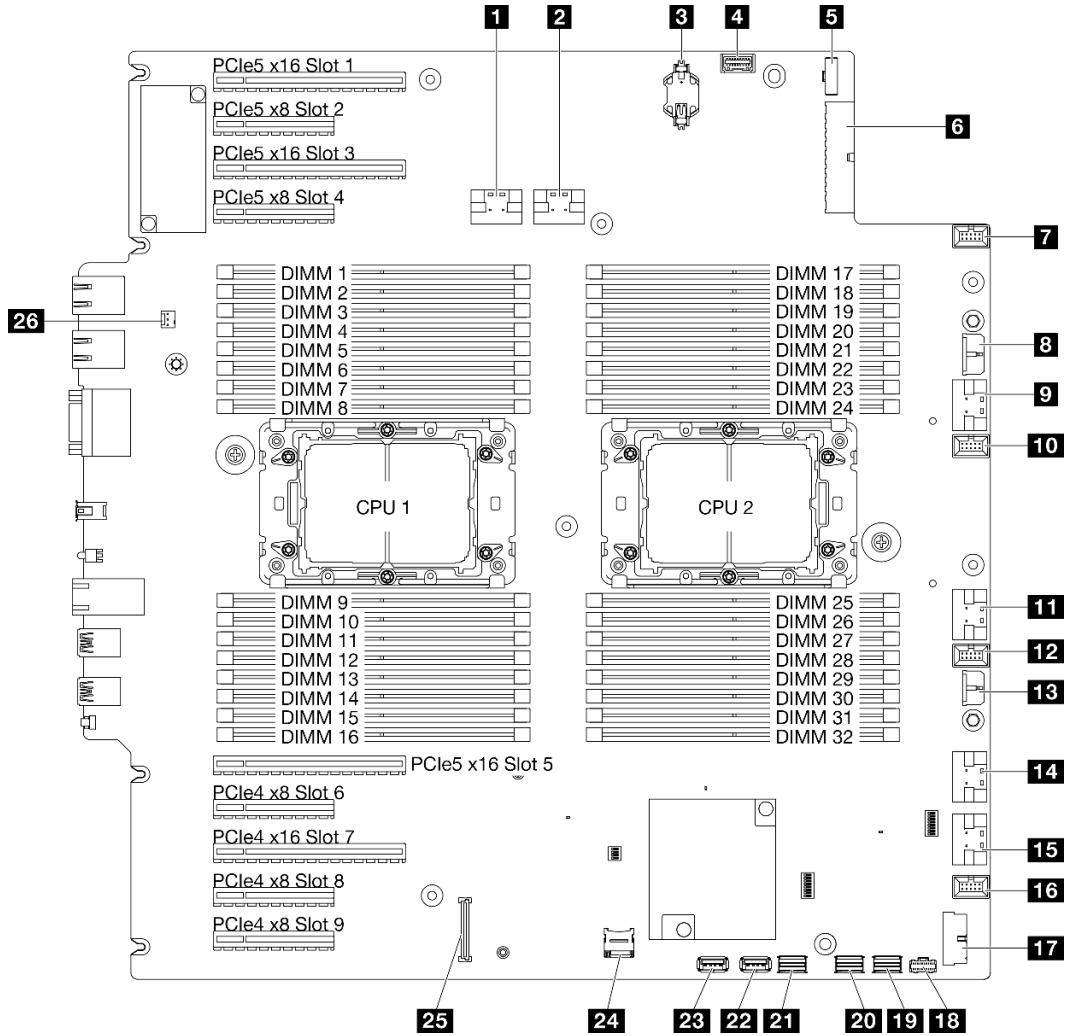 1 2 3 4 5
PCIe5 x16 Slot 1
PCIe5 x8 Slot 2
6
PCIe5 x16 Slot 3
PCIe5 x8 Slot 4
7
DIMM 1 DIMM 17
DIMM 2 DIMM 18
DIMM 3 DIMM 19
26
DIMM 4 DIMM 20
8
DIMM 5 DIMM 21
DIMM 6 DIMM 22
DIMM 7 DIMM 23
9
DIMM 8 DIMM 24
10
CPU 1 CPU 2
DIMM 9 DIMM 25
11
DIMM 10 DIMM 26
DIMM 11 DIMM 27
12
DIMM 12 DIMM 28
DIMM 13 DIMM 29
13
DIMM 14 DIMM 30
DIMM 15 DIMM 31
DIMM 16 DIMM 32
PCIe5 x16 Slot 5
14
PCIe4 x8 Slot 6
PCIe4 x16 Slot 7
15
PCIe4 x8 Slot 8
16
PCIe4 x8 Slot 9
17
25 24 23 22 21 20 19 18